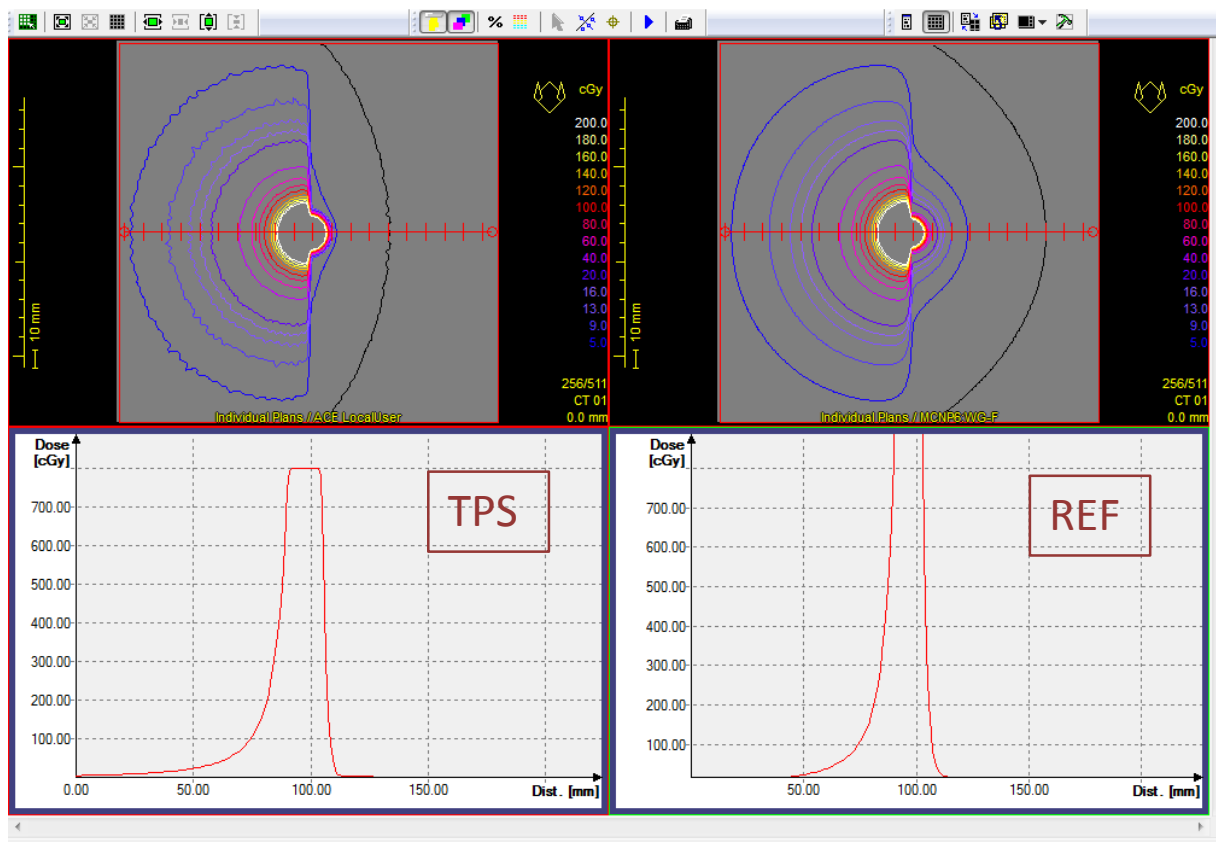 %
cGy
200.0
180.0
160.0
140.0
120.0
100.0
80.0
60.0
40.0
20.0
16.0
13.0
9.0
5.0
10 mm
256/511
CT 01
0.0 mm
Individual Plans / ACE LocalUser
cGy
200.0
180.0
160.0
140.0
120.0
100.0
80.0
60.0
40.0
20.0
16.0
13.0
9.0
5.0
10 mm
256/511
CT 01
0.0 mm
Individual Plans / MCNP6:WG-F
Dose
[cGy]
TPS
700.00
600.00
500.00
400.00
300.00
200.00
100.00
0.00 50.00 100.00 150.00 Dist. [mm]
Dose
[cGy]
REF
700.00
600.00
500.00
400.00
300.00
200.00
100.00
50.00 100.00 150.00 Dist. [mm]